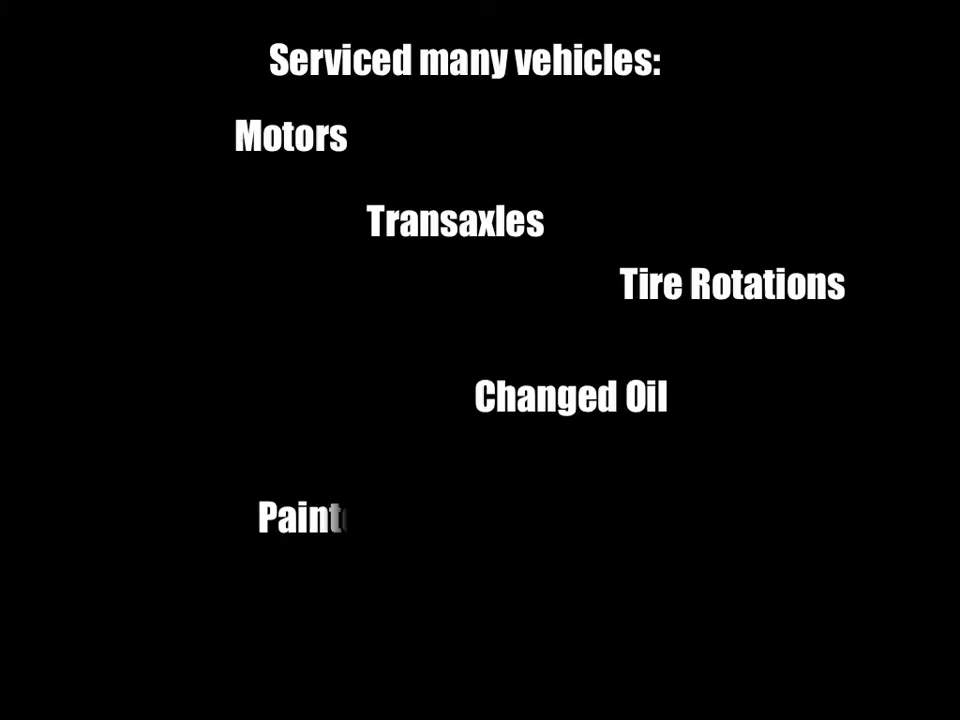 Serviced many vehicles:
Motors
Transaxles
Tire Rotations
Changed Oil